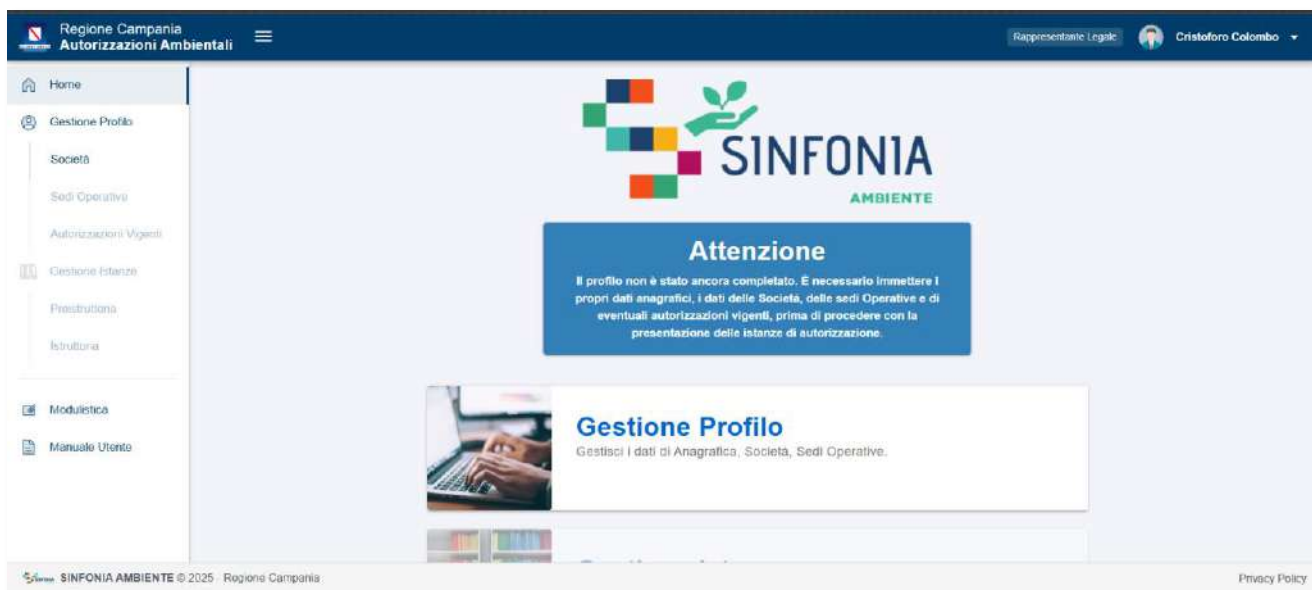 Regione Campania
Autorizzazioni Ambientali
Rappresentante Legale
Cristoforo Colombo
Home
Gestione Profilo
Società
Sedi Operative
Autorizzazioni Vigenti
Gestione Istanze
Preistruttoria
Istruttoria
Modulistica
Manuale Utente
SINFONIA
AMBIENTE
Attenzione
Il profilo non è stato ancora completato. È necessario immettere i
propri dati anagrafici, i dati delle Società, delle sedi Operative e di
eventuali autorizzazioni vigenti, prima di procedere con la
presentazione delle istanze di autorizzazione.
Gestione Profilo
Gestisci i dati di Anagrafica, Società, Sedi Operative.
SINFONIA AMBIENTE © 2025 Regione Campania
Privacy Policy